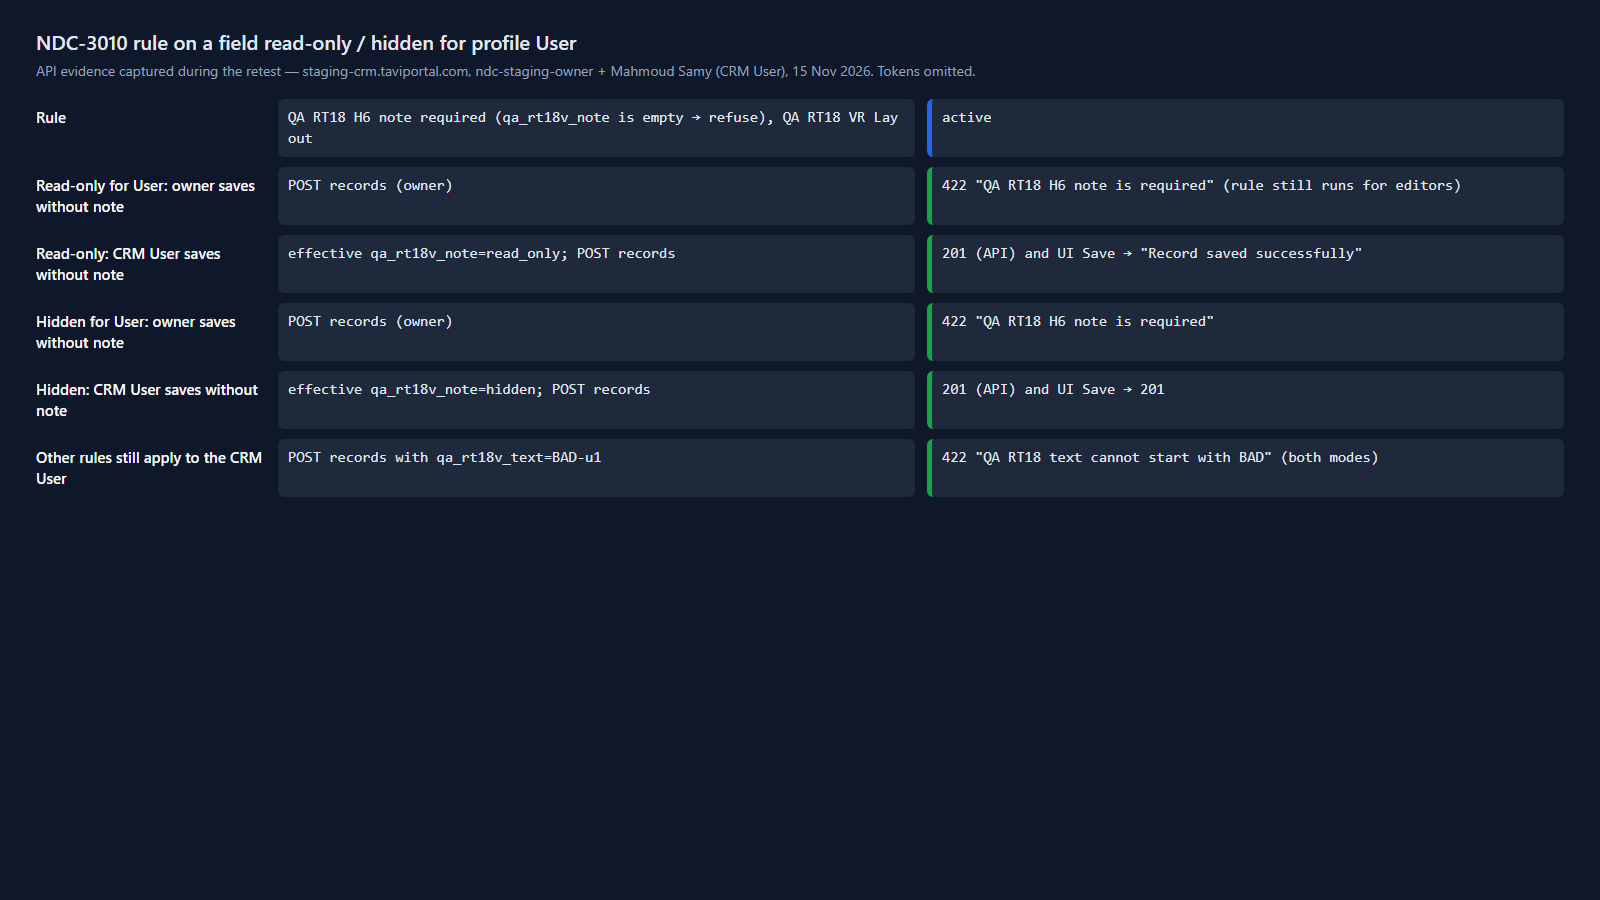 NDC-3010 rule on a field read-only / hidden for profile User
API evidence captured during the retest — staging-crm.taviportal.com, ndc-staging-owner + Mahmoud Samy (CRM User), 15 Nov 2026. Tokens omitted.
Rule
QA RT18 H6 note required (qa_rt18v_note is empty → refuse), QA RT18 VR Lay
out
active
Read-only for User: owner saves
without note
POST records (owner)
422 "QA RT18 H6 note is required" (rule still runs for editors)
Read-only: CRM User saves
without note
effective qa_rt18v_note=read_only; POST records
201 (API) and UI Save → "Record saved successfully"
Hidden for User: owner saves
without note
POST records (owner)
422 "QA RT18 H6 note is required"
Hidden: CRM User saves without
note
effective qa_rt18v_note=hidden; POST records
201 (API) and UI Save → 201
Other rules still apply to the CRM
User
POST records with qa_rt18v_text=BAD-u1
422 "QA RT18 text cannot start with BAD" (both modes)